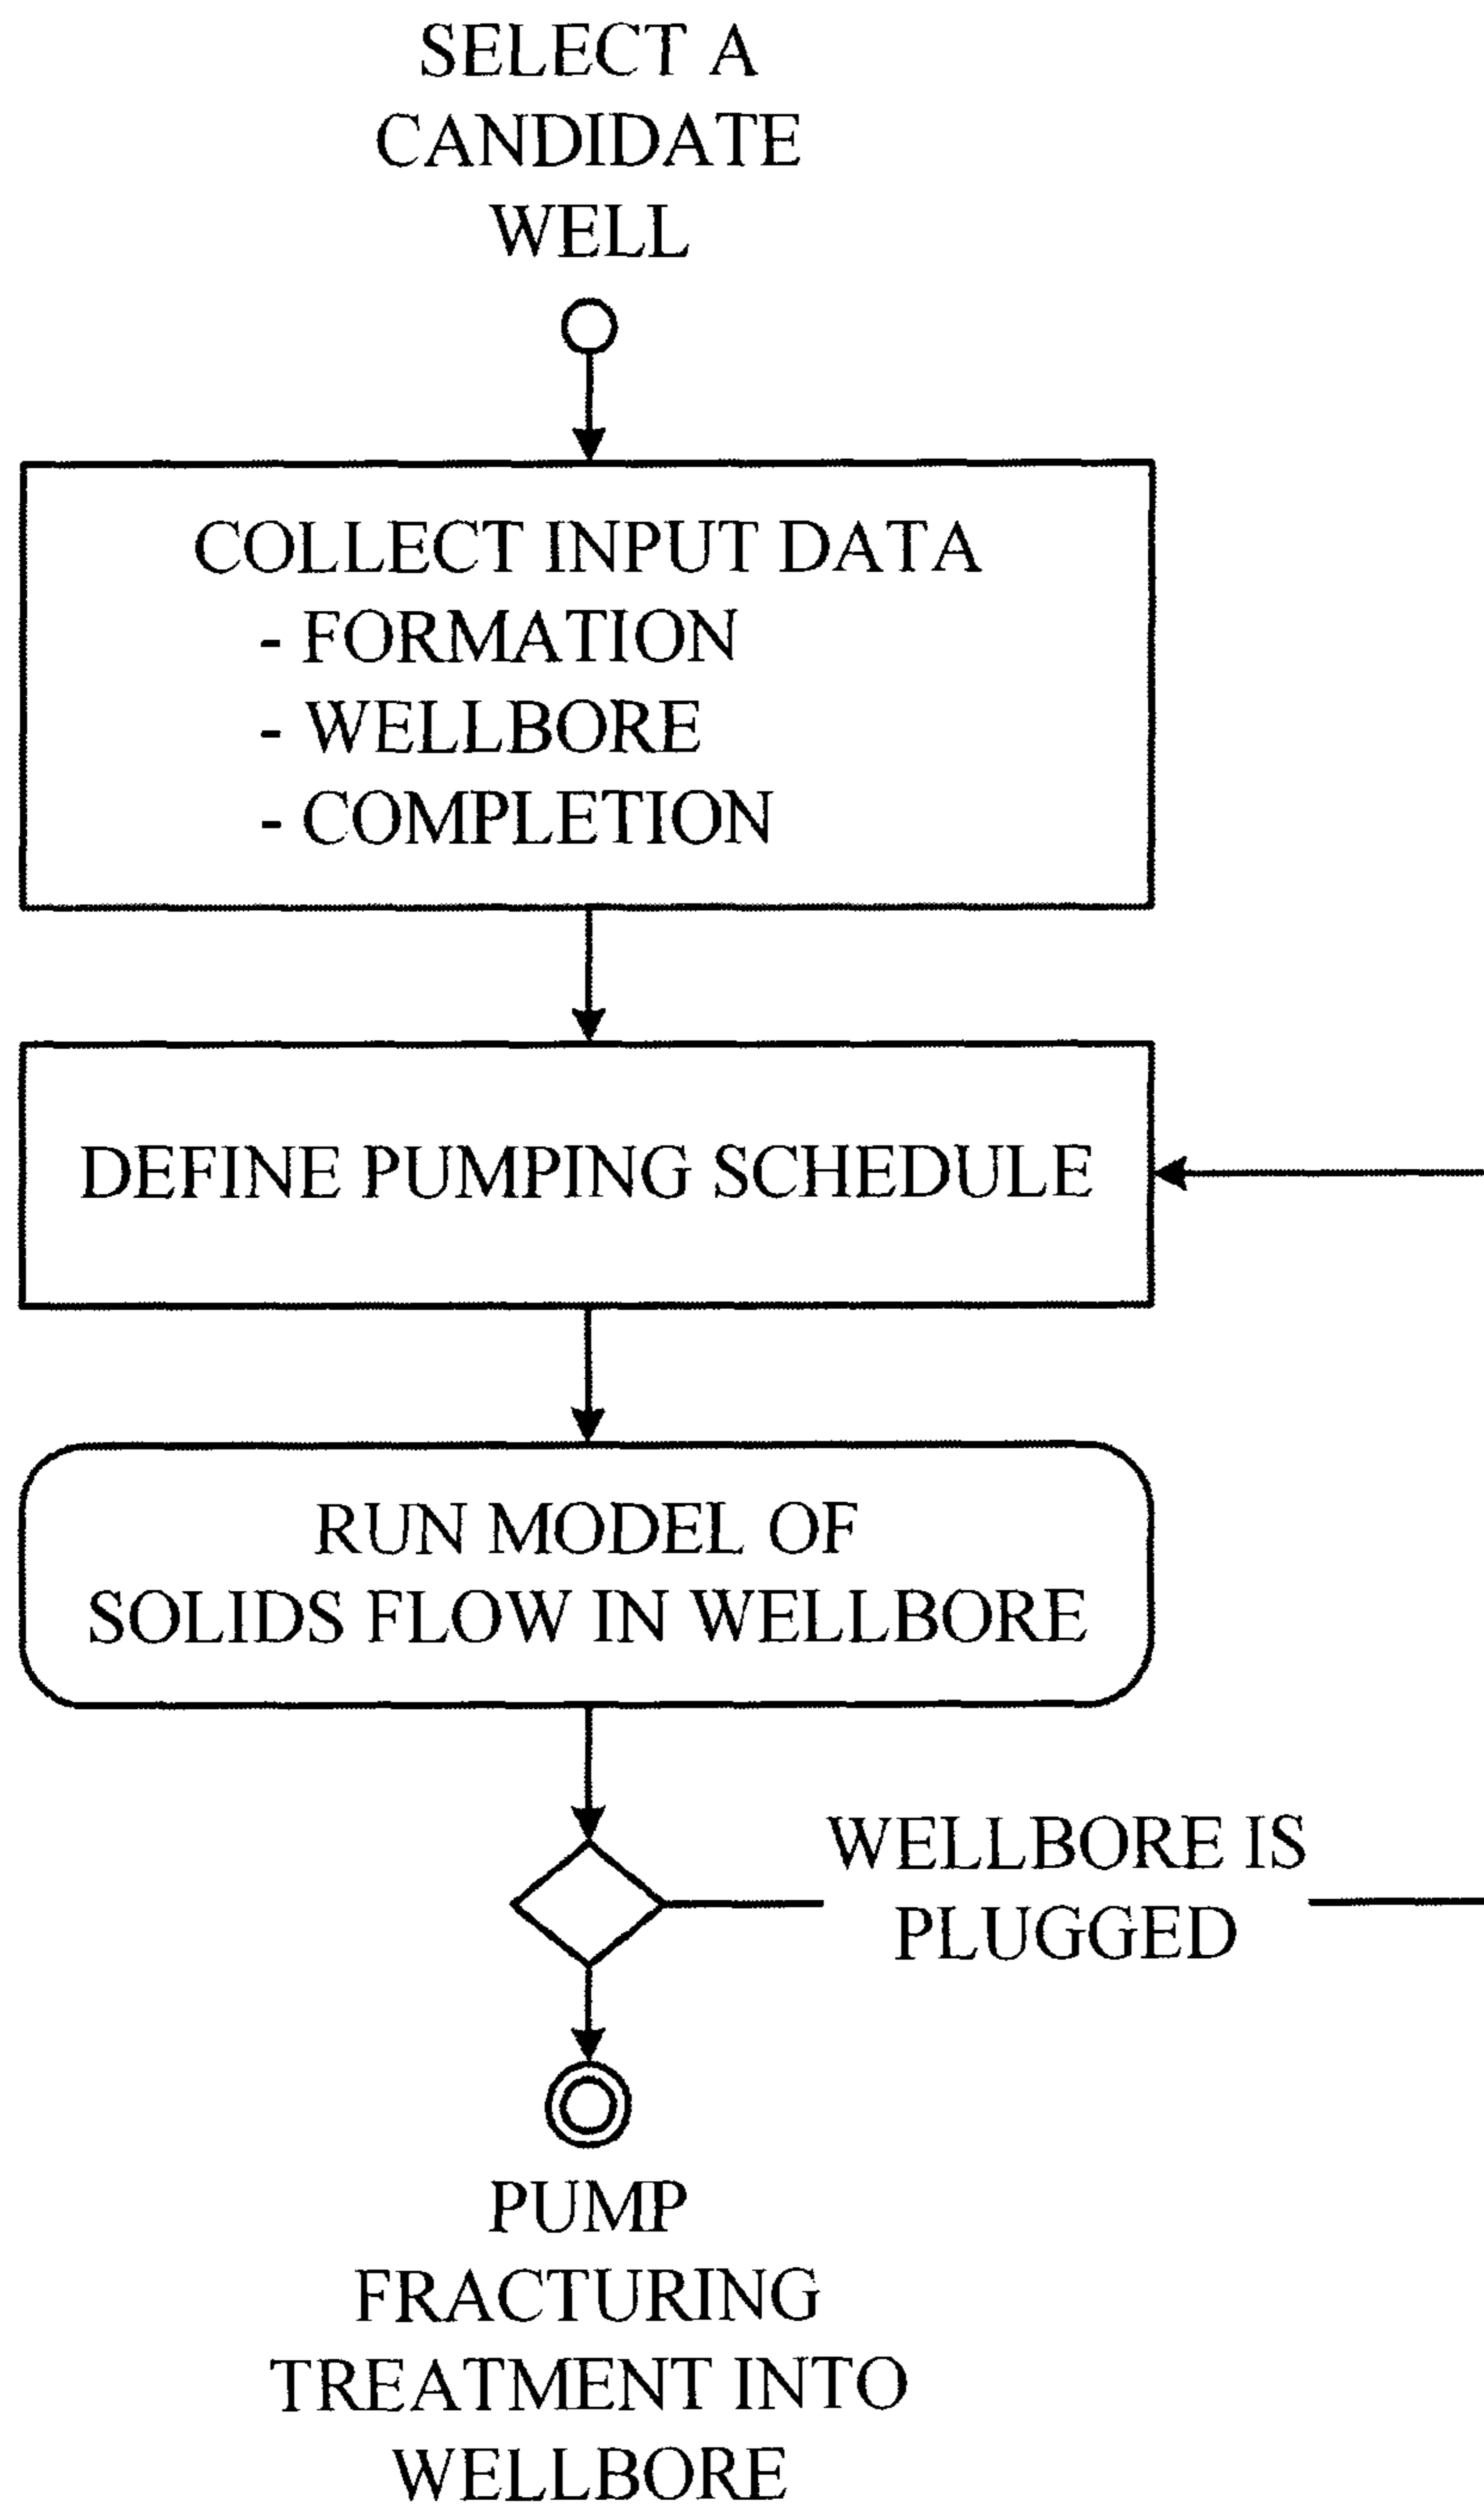 SELECT A
CANDIDATE
WELL
COLLECT INPUT DATA
- FORMATION
- WELLBORE
- COMPLETION
DEFINE PUMPING SCHEDULE
RUN MODEL OF
SOLIDS FLOW IN WELLBORE
WELLBORE IS
PLUGGED
PUMP
FRACTURING
TREATMENT INTO
WELLBORE